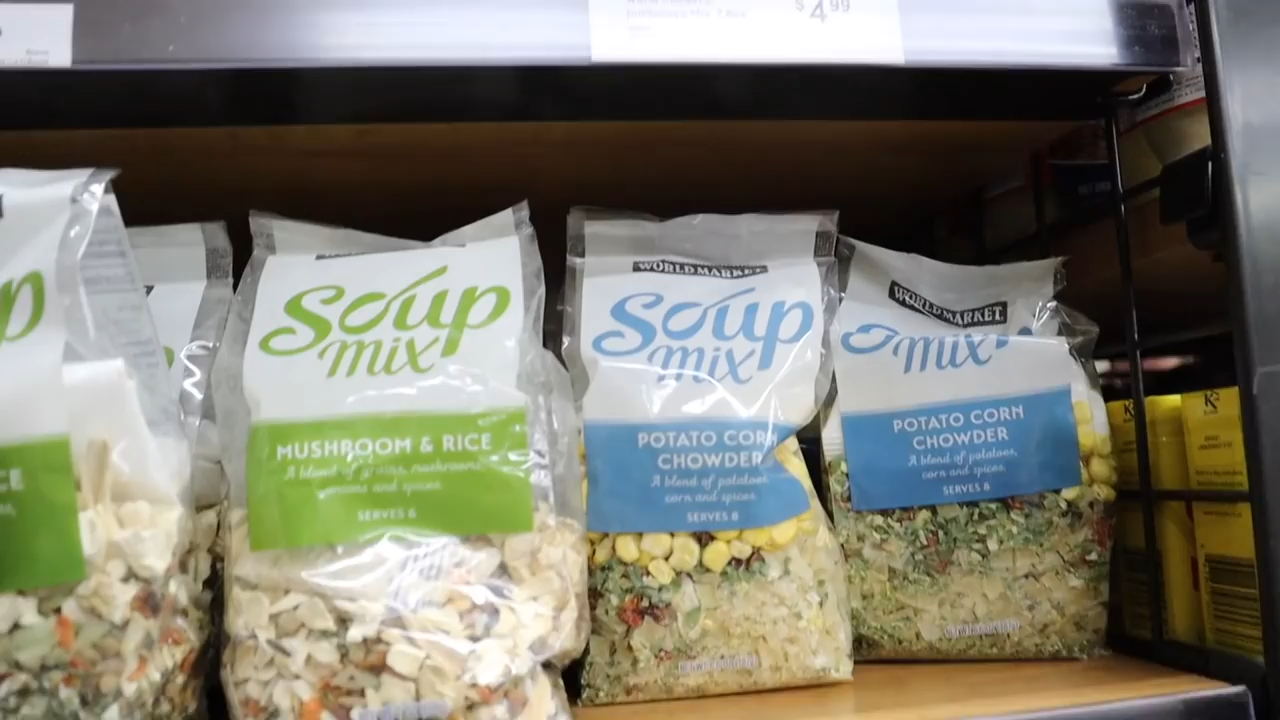 $4.99
Soup
mix
MUSHROOM & RICE
A blend of grains, mushrooms,
and spices.
SERVES 6
WORLD MARKET
Soup
mix
POTATO CORN
CHOWDER
A blend of potatoes,
corn and spices.
SERVES 8
WORLD MARKET
mix
POTATO CORN
CHOWDER
A blend of potatoes,
corn and spices.
SERVES 8
p
CE
K